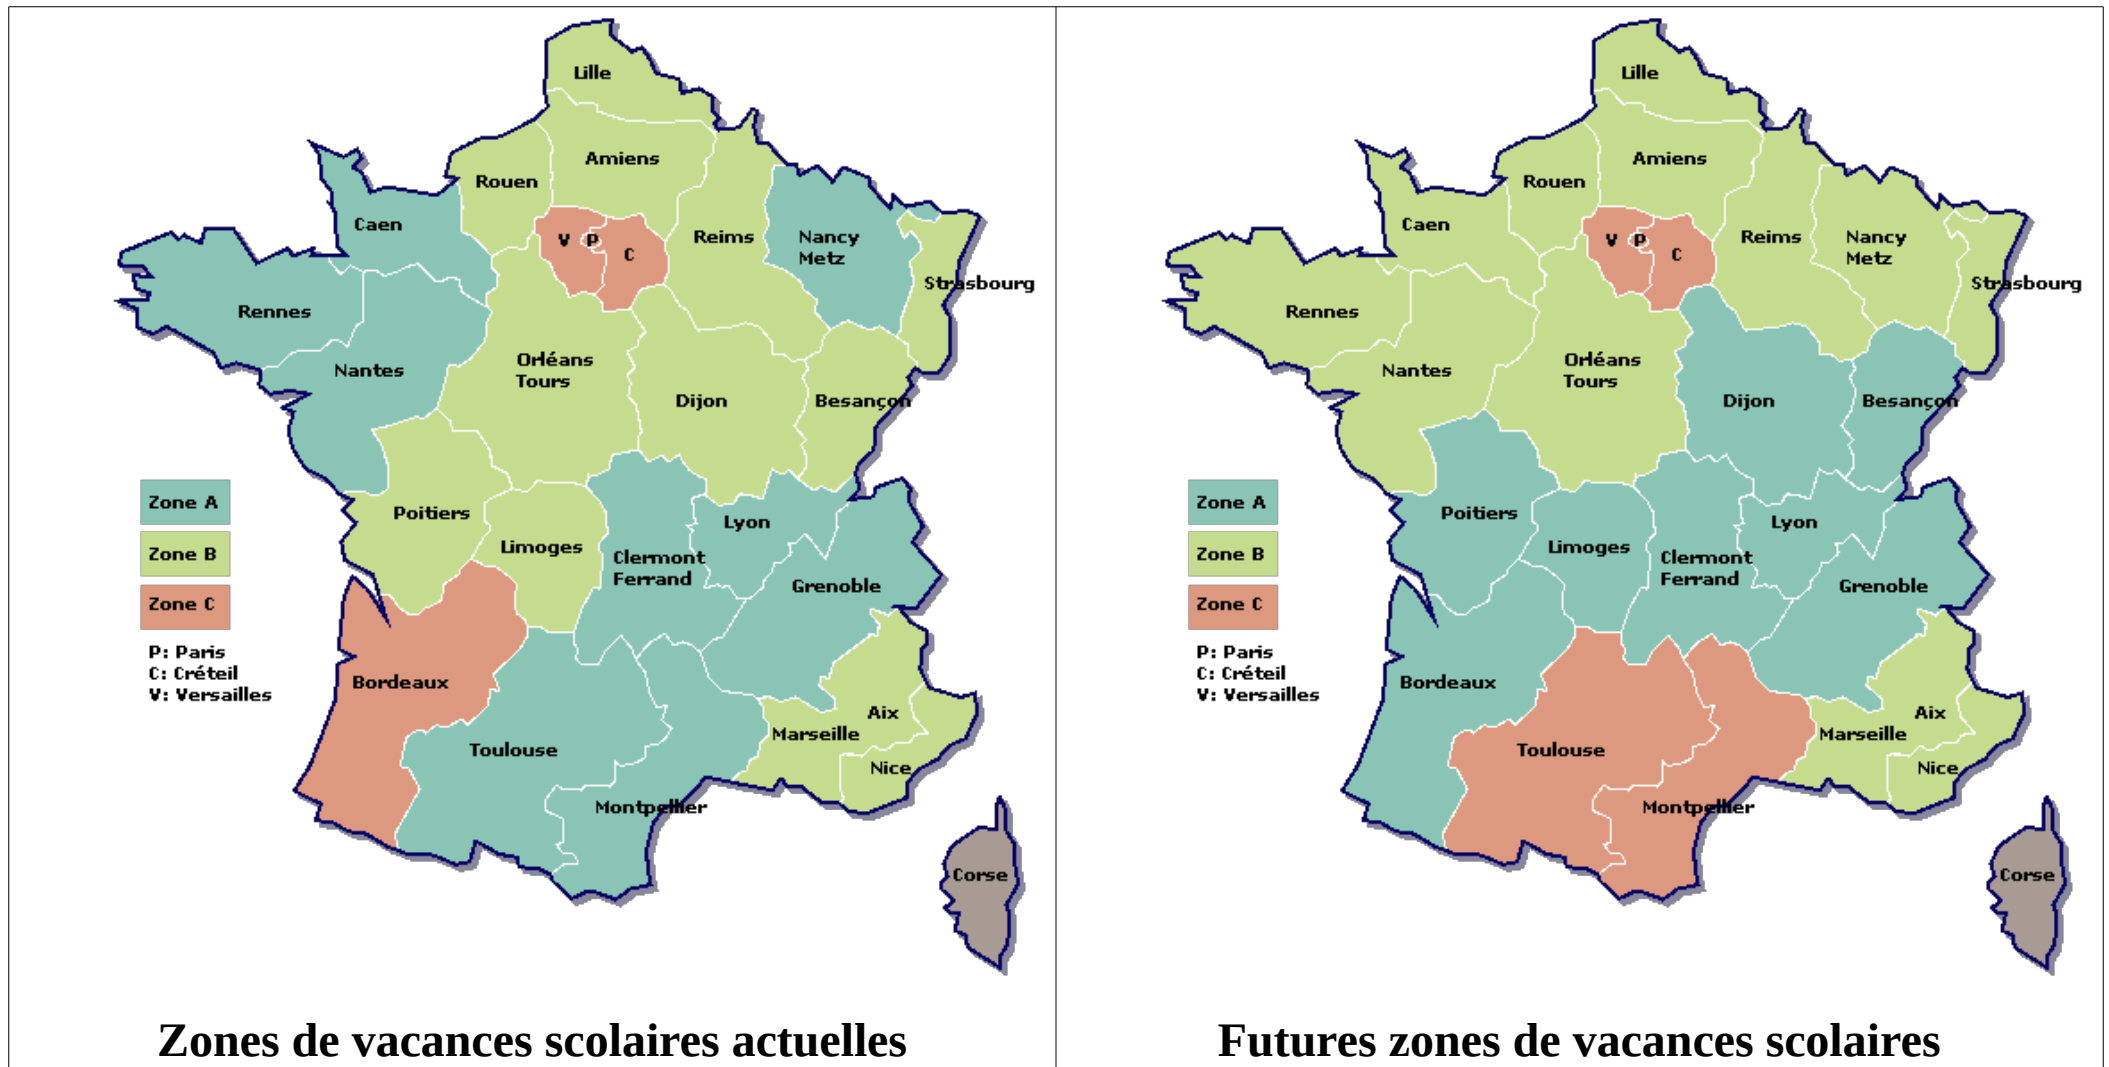 Lille
Amiens
Rouen
Caen
V P C
Reims
Nancy
Metz
Strasbourg
Rennes
Nantes
Orléans
Tours
Dijon
Besançon
Zone A
Zone B
Zone C
P: Paris
C: Créteil
V: Versailles
Poitiers
Limoges
Clermont
Ferrand
Lyon
Grenoble
Bordeaux
Toulouse
Montpellier
Aix
Marseille
Nice
Corse
Zones de vacances scolaires actuelles
Lille
Amiens
Rouen
Caen
V P C
Reims
Nancy
Metz
Strasbourg
Rennes
Nantes
Orléans
Tours
Dijon
Besançon
Zone A
Zone B
Zone C
P: Paris
C: Créteil
V: Versailles
Poitiers
Limoges
Clermont
Ferrand
Lyon
Grenoble
Bordeaux
Toulouse
Montpellier
Aix
Marseille
Nice
Corse
Futures zones de vacances scolaires